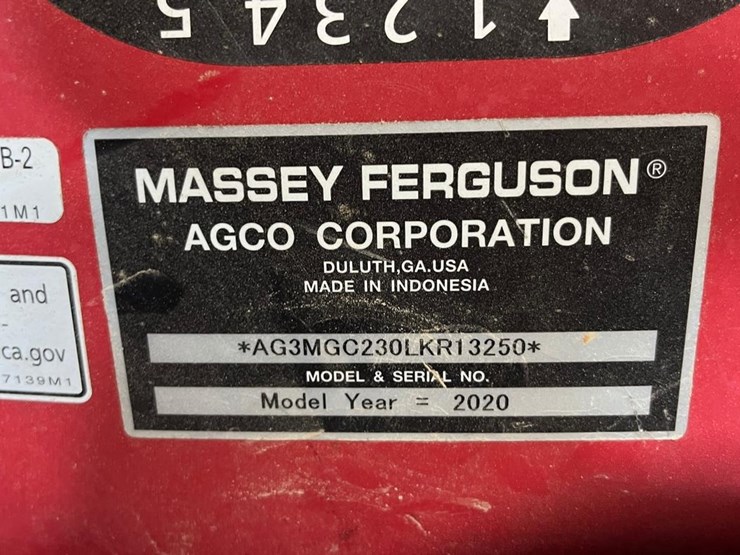 1 2 3 4 5
B-2
1M1
and
-
ca.gov
7139M1
MASSEY FERGUSON®
AGCO CORPORATION
DULUTH,GA.USA
MADE IN INDONESIA
*AG3MGC230LKR13250*
MODEL & SERIAL NO.
Model Year = 2020